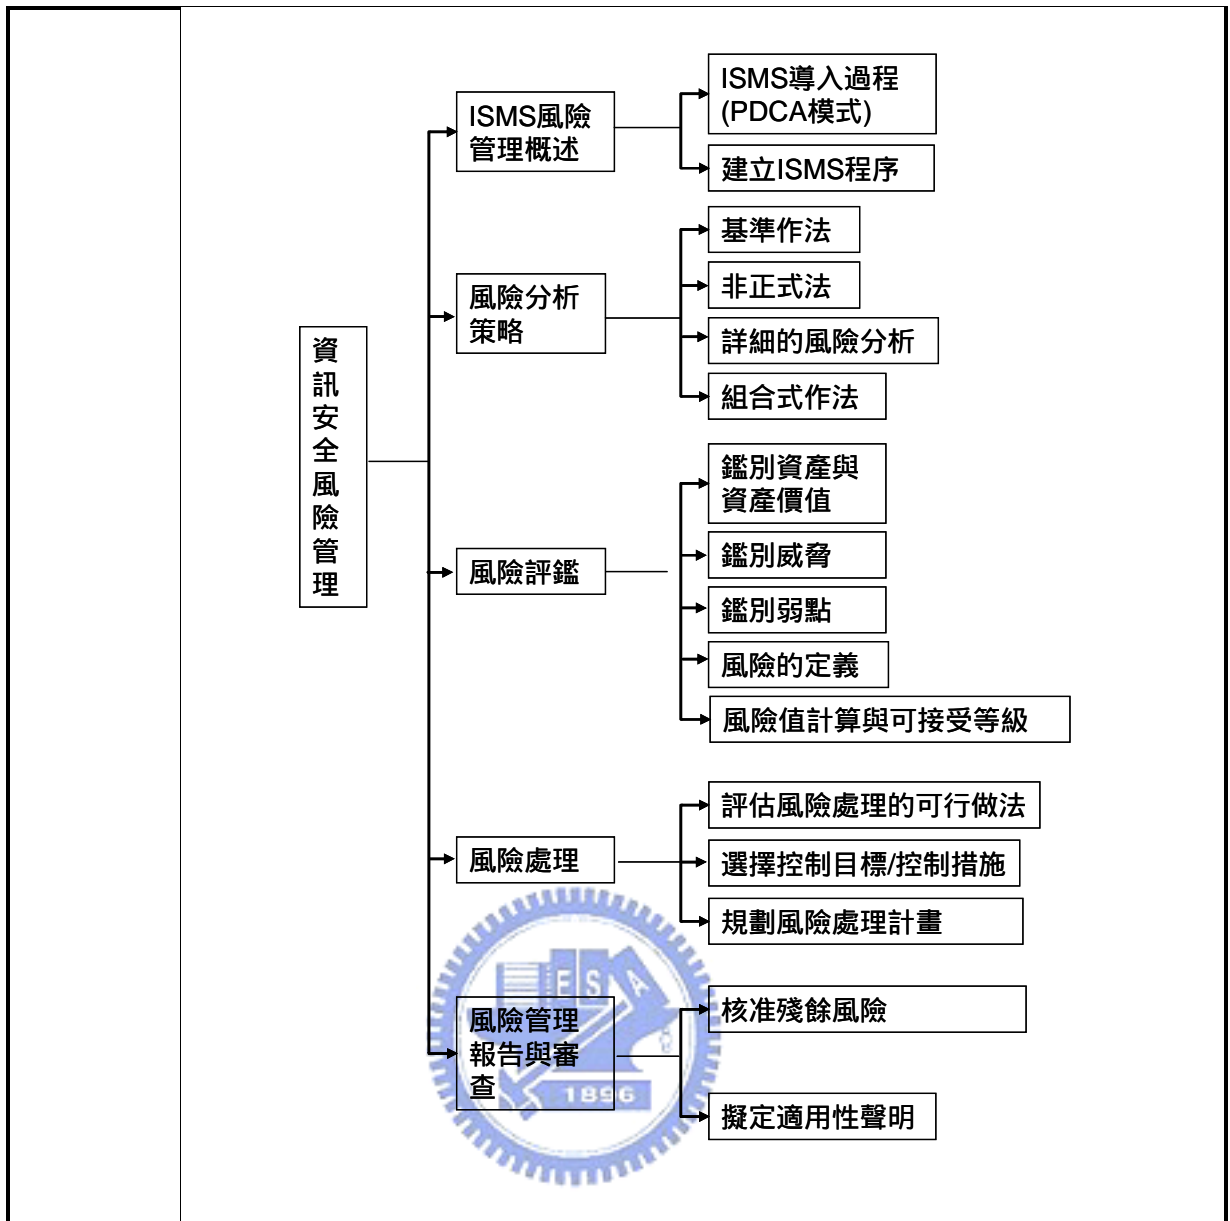 資
訊
安
全
風
險
管
理
ISMS風險
管理概述
ISMS導入過程
(PDCA模式)
建立ISMS程序
風險分析
策略
基準作法
非正式法
詳細的風險分析
組合式作法
風險評鑑
鑑別資產與
資產價值
鑑別威脅
鑑別弱點
風險的定義
風險值計算與可接受等級
風險處理
評估風險處理的可行做法
選擇控制目標/控制措施
規劃風險處理計畫
風險管理
報告與審
查
核准殘餘風險
擬定適用性聲明
E S A
1896